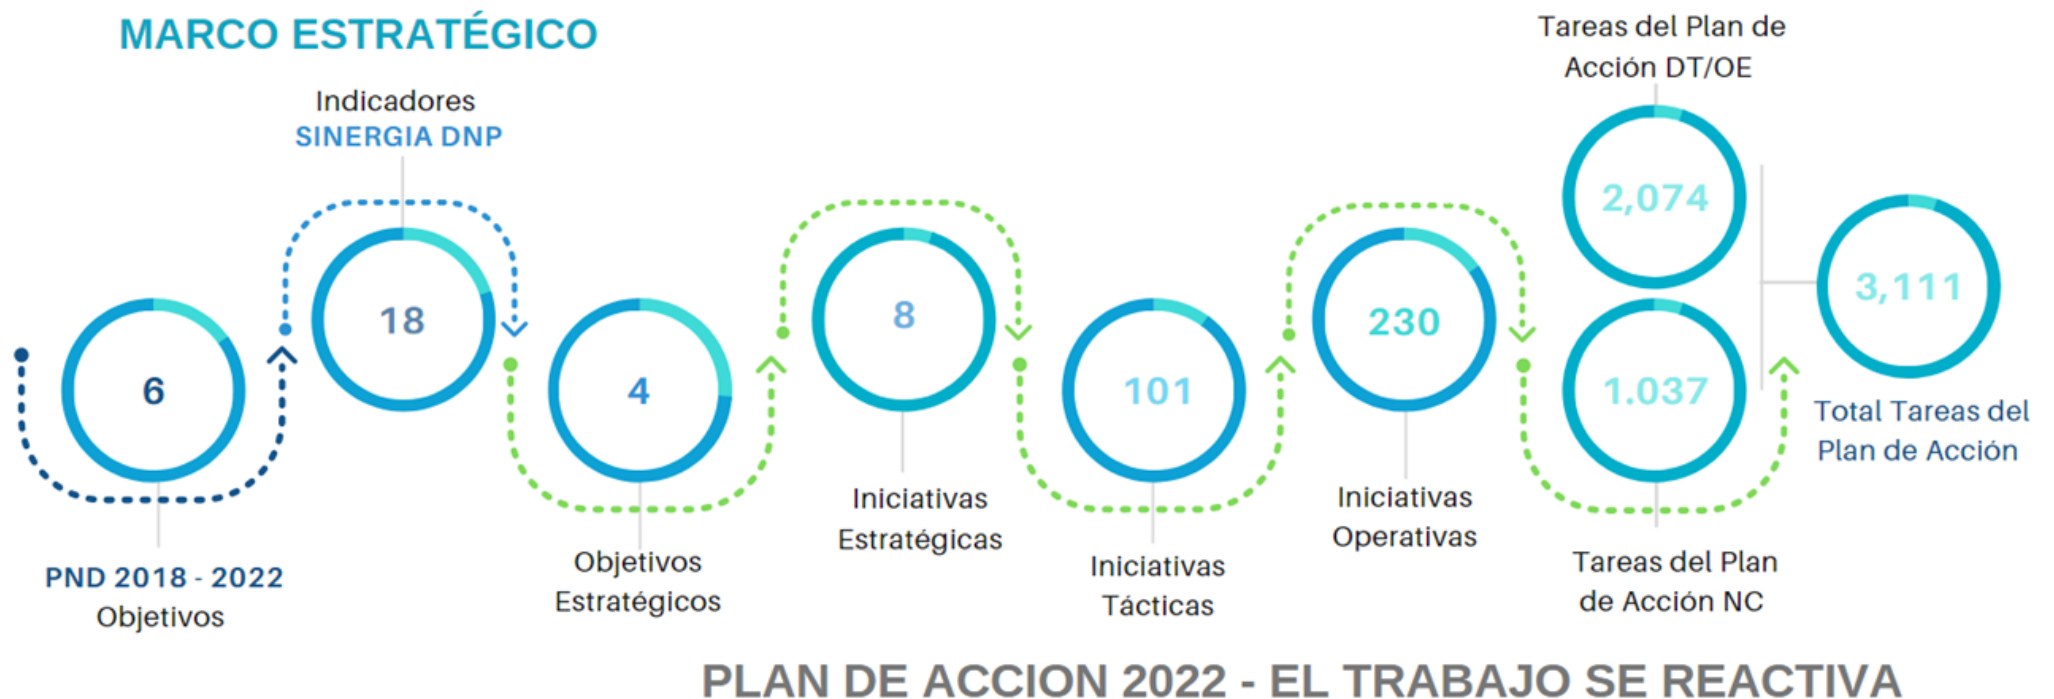 MARCO ESTRATÉGICO
6
PND 2018 - 2022
Objetivos
Indicadores
SINERGIA DNP
18
4
Objetivos
Estratégicos
8
Iniciativas
Estratégicas
101
Iniciativas
Tácticas
230
Iniciativas
Operativas
Tareas del Plan de
Acción DT/OE
2,074
1.037
Tareas del Plan
de Acción NC
3,111
Total Tareas del
Plan de Acción
PLAN DE ACCION 2022 - EL TRABAJO SE REACTIVA